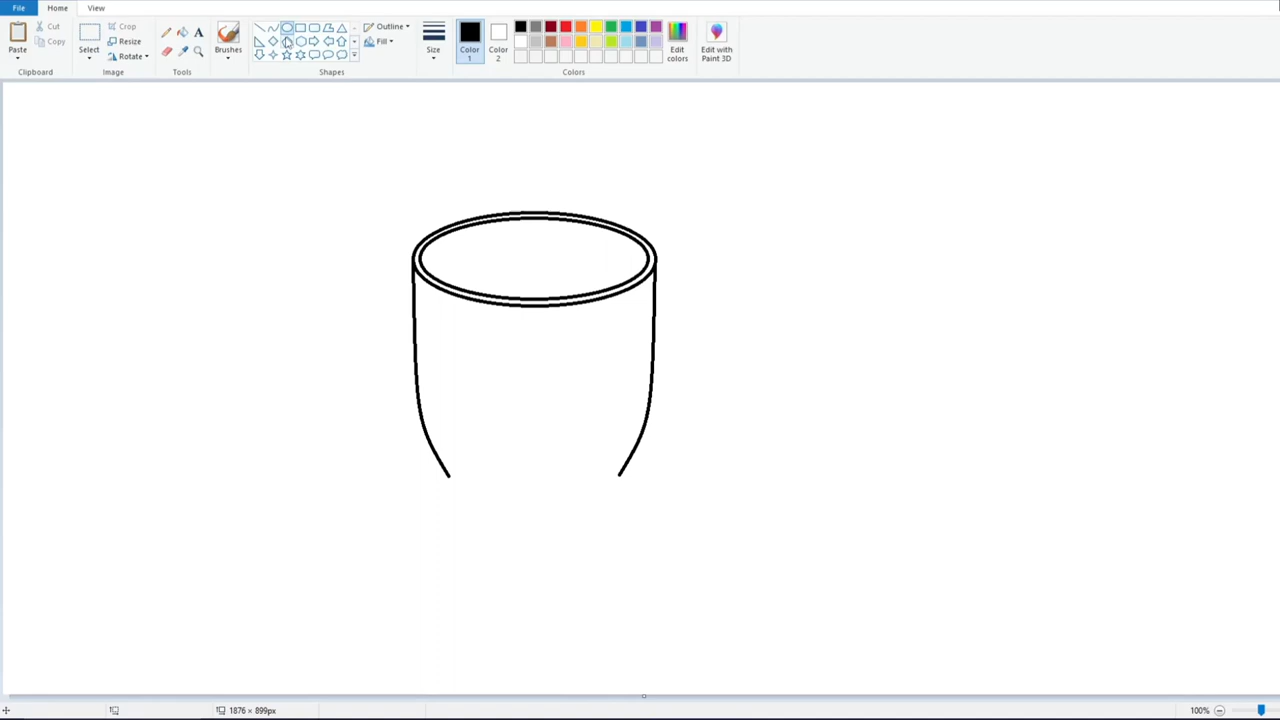 File Home View
Paste
Cut
Copy
Clipboard
Select
Crop
Resize
Rotate
Image
A
Tools
Brushes
Outline
Fill
Shapes
Size
Color 1
Color 2
Edit colors
Edit with Paint 3D
Colors
1876 × 899px
100%